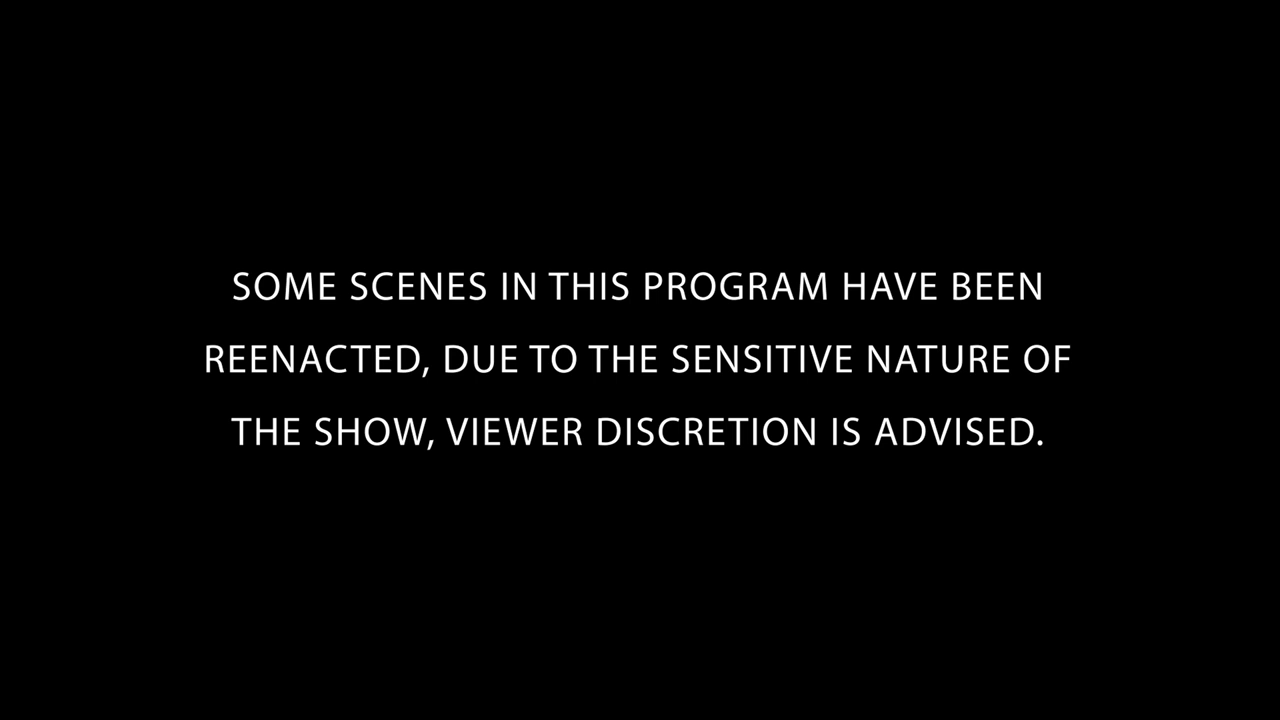 SOME SCENES IN THIS PROGRAM HAVE BEEN
REENACTED, DUE TO THE SENSITIVE NATURE OF
THE SHOW, VIEWER DISCRETION IS ADVISED.